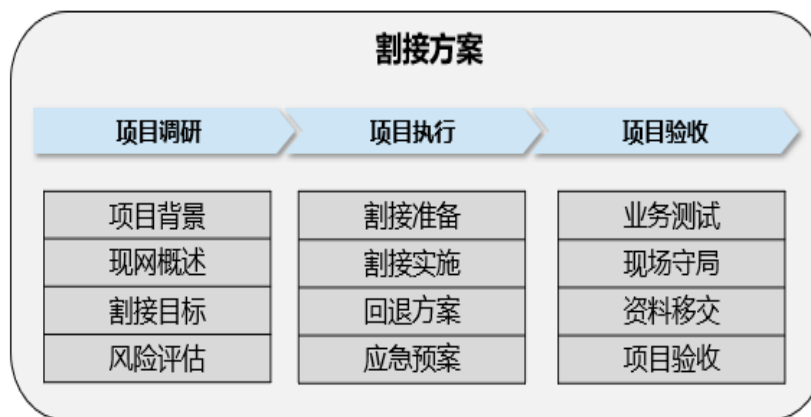 割接方案
项目调研
项目执行
项目验收
项目背景
现网概述
割接目标
风险评估
割接准备
割接实施
回退方案
应急预案
业务测试
现场守局
资料移交
项目验收